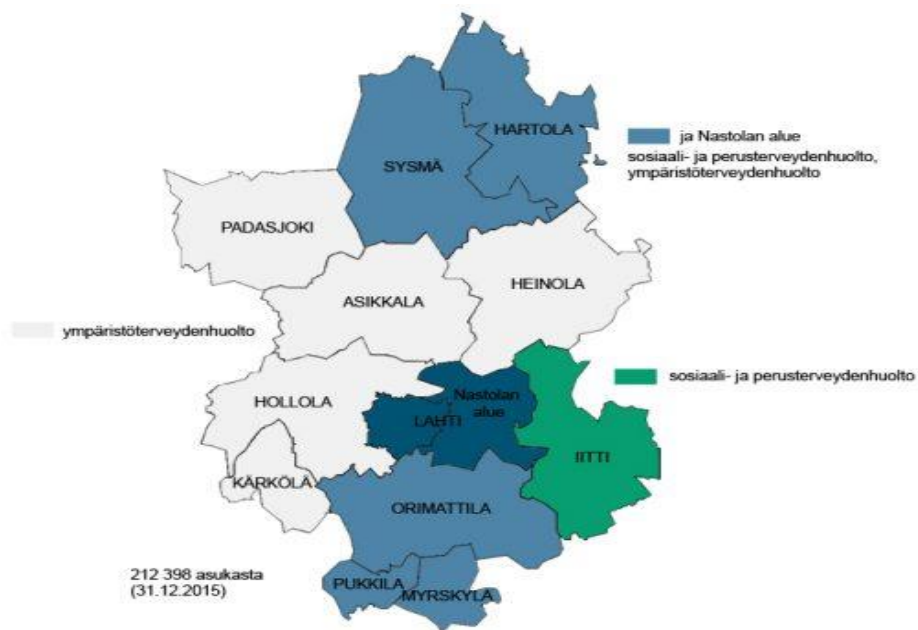 HARTOLA
ja Nastolan alue
sosiaali- ja perusterveydenhuolto,
ympäristöterveydenhuolto
SYSMÄ
PADASJOKI
HEINOLA
ASIKKALA
ympäristöterveydenhuolto
sosiaali- ja perusterveydenhuolto
Nastolan
alue
HOLLOLA
LAHTI
IITTI
KÄRKÖLÄ
ORIMATTILA
212 398 asukasta
(31.12.2015)
PUKKILA
MYRSKYLÄ